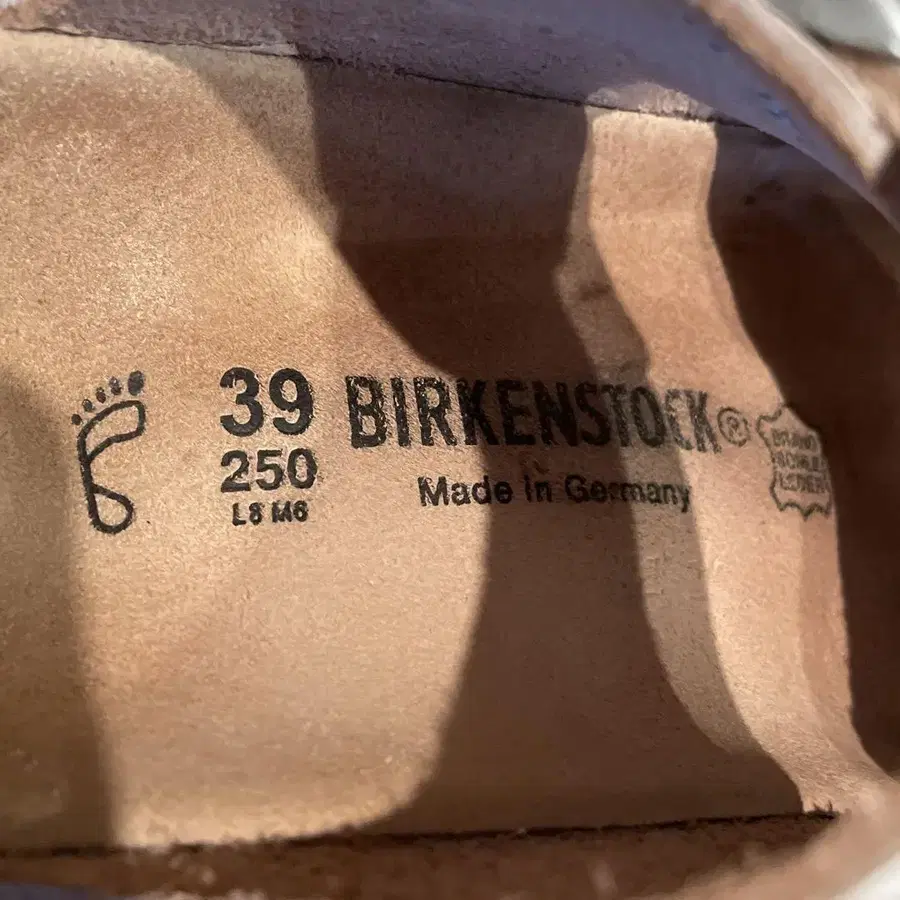 39
250
L8 M6
BIRKENSTOCK®
Made in Germany